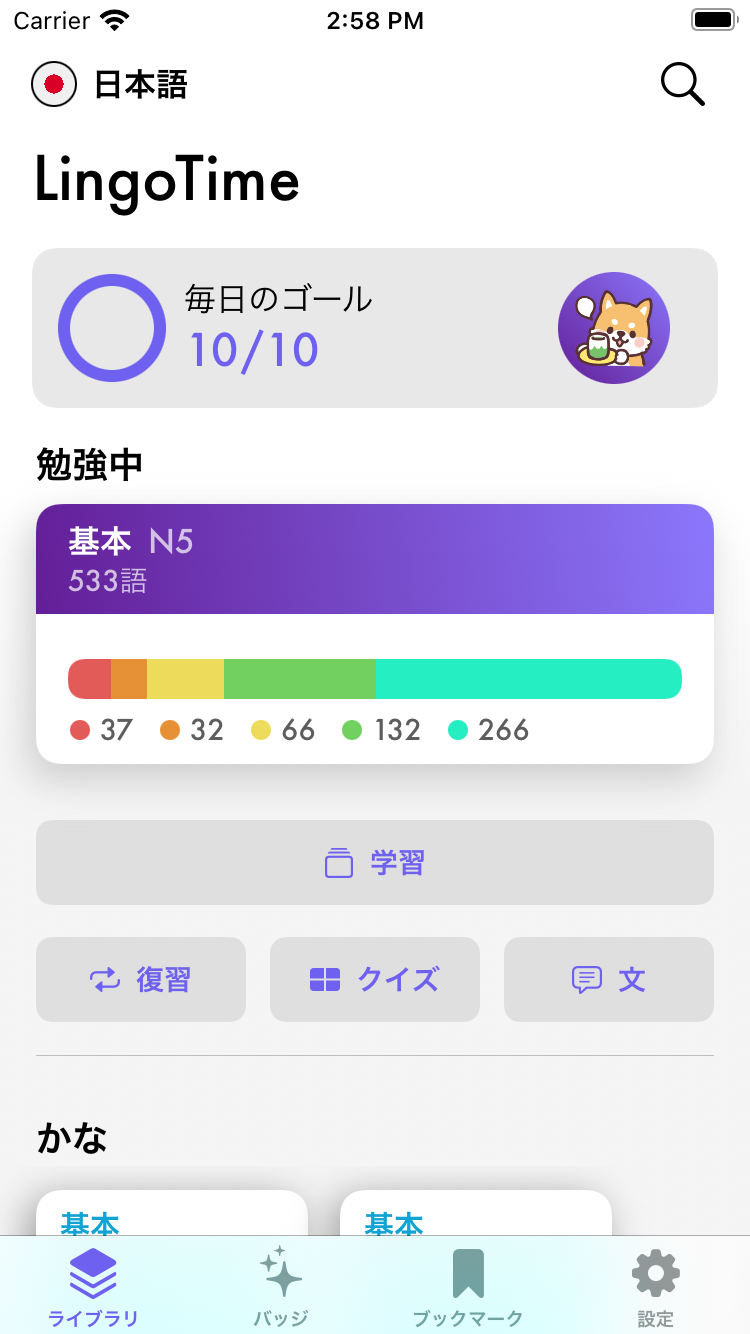 Carrier 2:58 PM
日本語
LingoTime
毎日のゴール
10/10
勉強中
基本 N5
533語
37 32 66 132 266
学習
復習 クイズ 文
かな
基本 基本
ライブラリ バッジ ブックマーク 設定